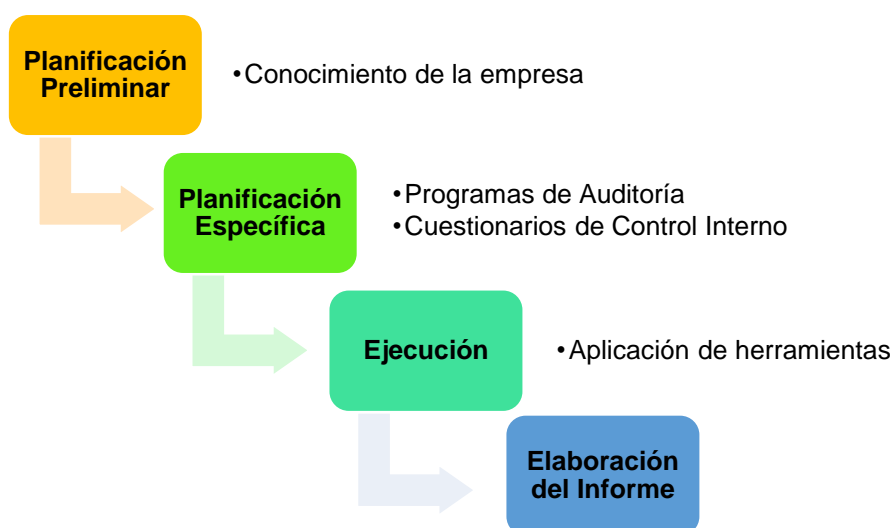 Planificación
Preliminar
•Conocimiento de la empresa
Planificación
Específica
•Programas de Auditoría
•Cuestionarios de Control Interno
Ejecución
•Aplicación de herramientas
Elaboración
del Informe